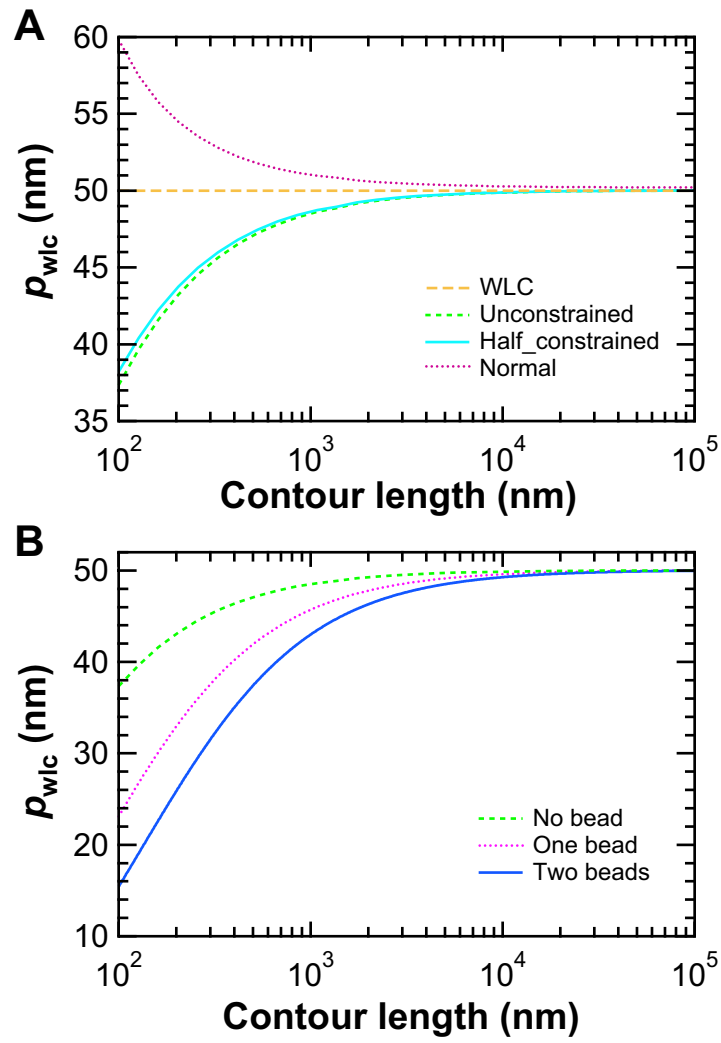 A
60
55
50
45
40
35
p_wlc (nm)
WLC
Unconstrained
Half_constrained
Normal
10^2 10^3 10^4 10^5
Contour length (nm)
B
50
40
30
20
10
p_wlc (nm)
No bead
One bead
Two beads
10^2 10^3 10^4 10^5
Contour length (nm)